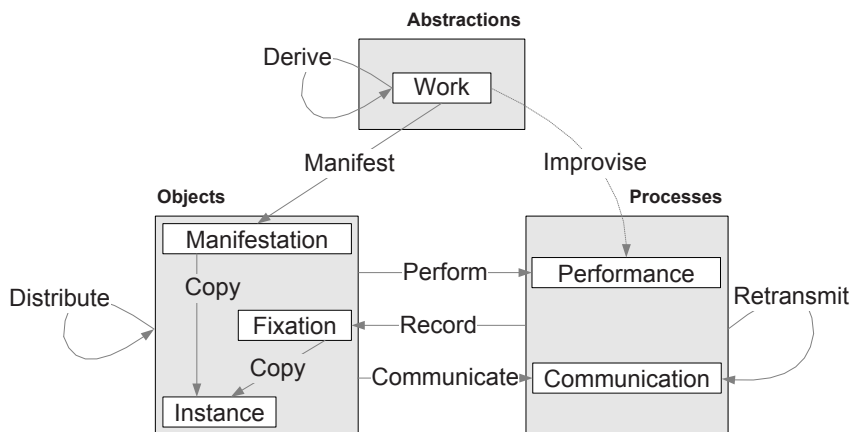 Abstractions
Derive
Work
Manifest
Improvise
Objects
Processes
Manifestation
Perform
Performance
Copy
Distribute
Retransmit
Fixation
Record
Copy
Communicate
Communication
Instance